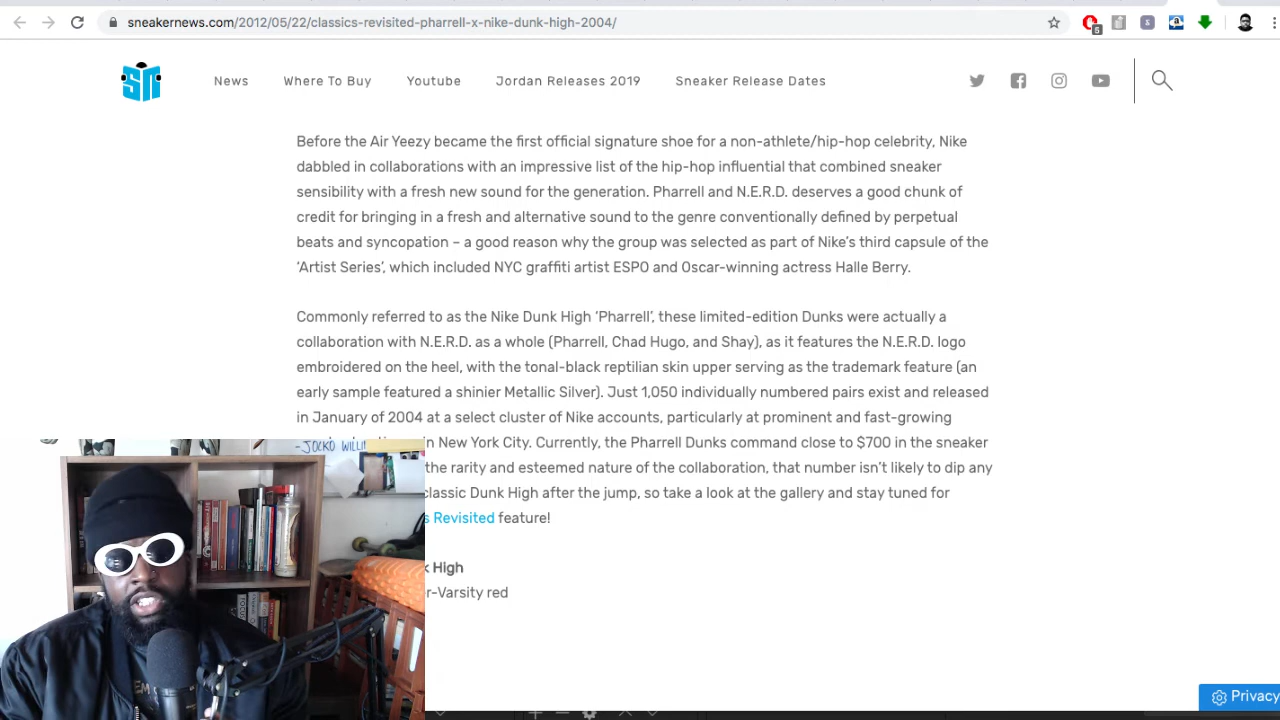 sneakernews.com/2012/05/22/classics-revisited-pharrell-x-nike-dunk-high-2004/
5
SN
News Where To Buy Youtube Jordan Releases 2019 Sneaker Release Dates
Before the Air Yeezy became the first official signature shoe for a non-athlete/hip-hop celebrity, Nike
dabbled in collaborations with an impressive list of the hip-hop influential that combined sneaker
sensibility with a fresh new sound for the generation. Pharrell and N.E.R.D. deserves a good chunk of
credit for bringing in a fresh and alternative sound to the genre conventionally defined by perpetual
beats and syncopation – a good reason why the group was selected as part of Nike's third capsule of the
'Artist Series', which included NYC graffiti artist ESPO and Oscar-winning actress Halle Berry.
Commonly referred to as the Nike Dunk High 'Pharrell', these limited-edition Dunks were actually a
collaboration with N.E.R.D. as a whole (Pharrell, Chad Hugo, and Shay), as it features the N.E.R.D. logo
embroidered on the heel, with the tonal-black reptilian skin upper serving as the trademark feature (an
early sample featured a shinier Metallic Silver). Just 1,050 individually numbered pairs exist and released
in January of 2004 at a select cluster of Nike accounts, particularly at prominent and fast-growing
in New York City. Currently, the Pharrell Dunks command close to $700 in the sneaker
-JOCKO
the rarity and esteemed nature of the collaboration, that number isn't likely to dip any
classic Dunk High after the jump, so take a look at the gallery and stay tuned for
s Revisited feature!
k High
r-Varsity red
Privacy